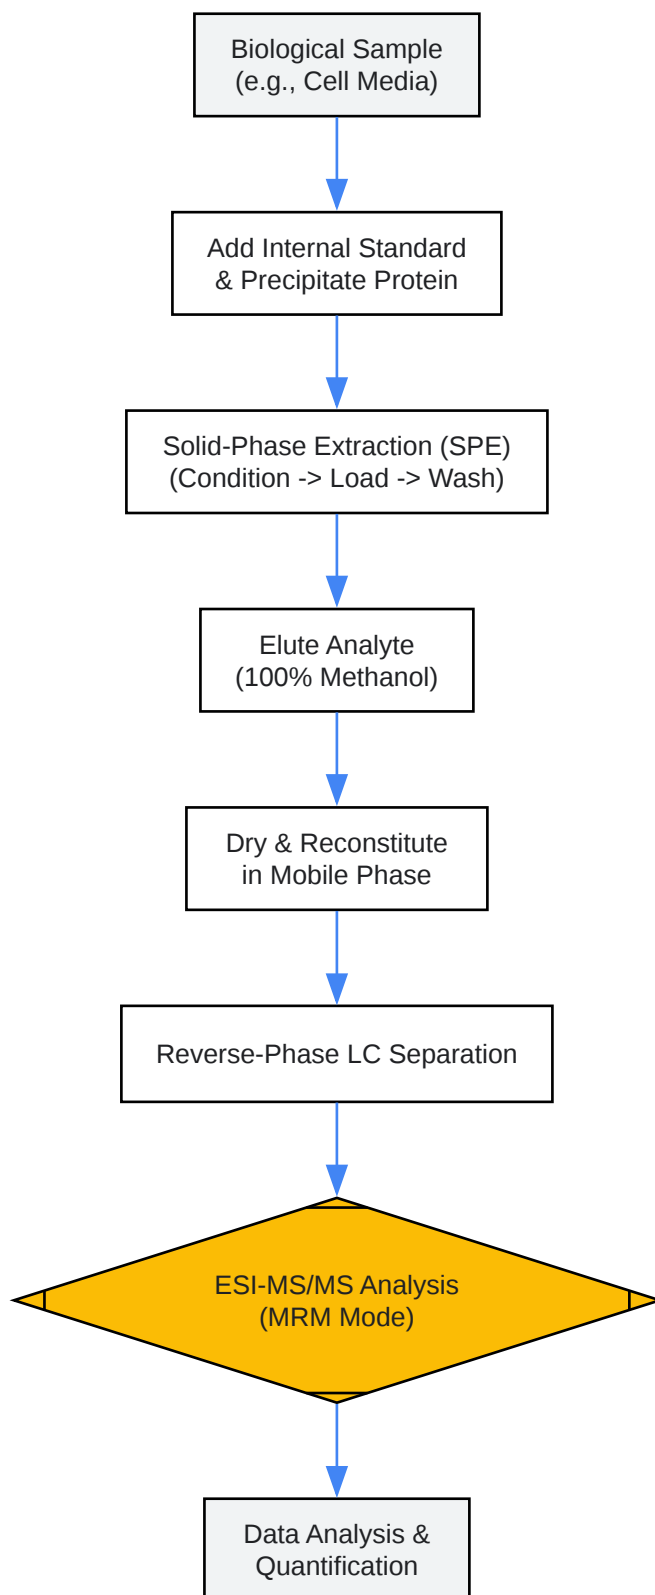 Biological Sample
(e.g., Cell Media)
Add Internal Standard
& Precipitate Protein
Solid-Phase Extraction (SPE)
(Condition -> Load -> Wash)
Elute Analyte
(100% Methanol)
Dry & Reconstitute
in Mobile Phase
Reverse-Phase LC Separation
ESI-MS/MS Analysis
(MRM Mode)
Data Analysis &
Quantification